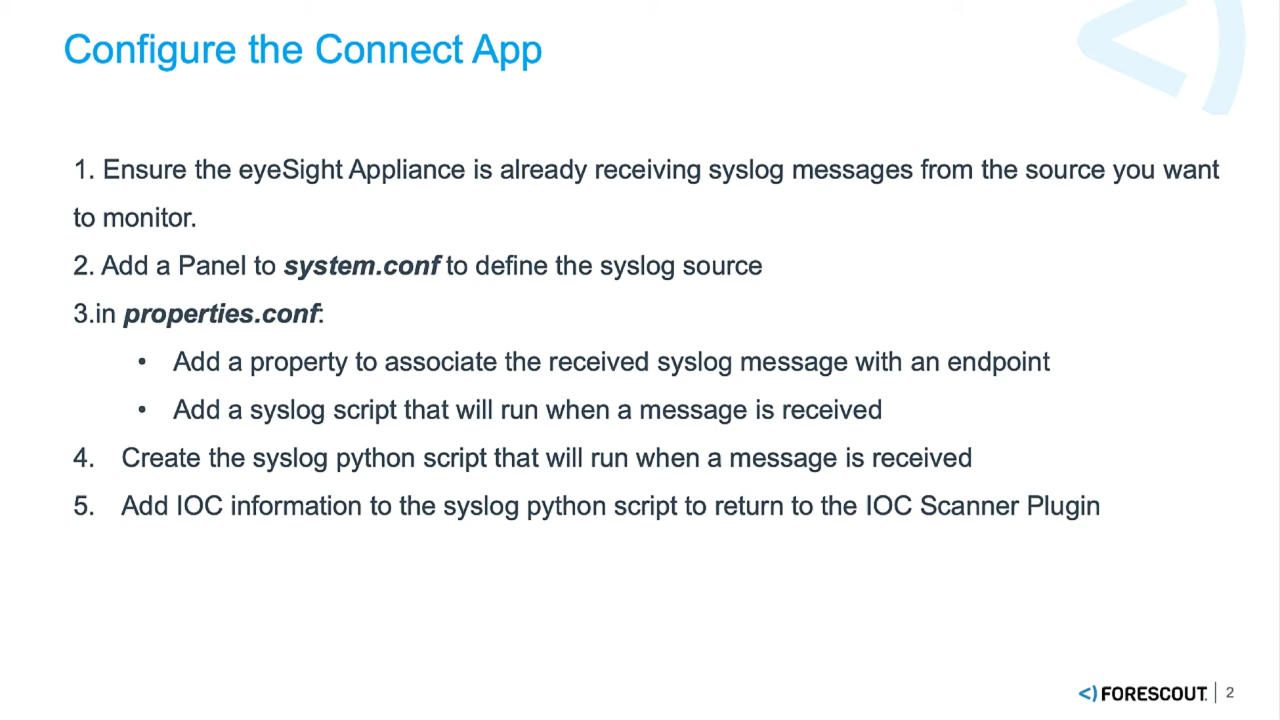 Configure the Connect App
1. Ensure the eyeSight Appliance is already receiving syslog messages from the source you want
to monitor.
2. Add a Panel to system.conf to define the syslog source
3.in properties.conf:
• Add a property to associate the received syslog message with an endpoint
• Add a syslog script that will run when a message is received
4. Create the syslog python script that will run when a message is received
5. Add IOC information to the syslog python script to return to the IOC Scanner Plugin
<) FORESCOUT. | 2